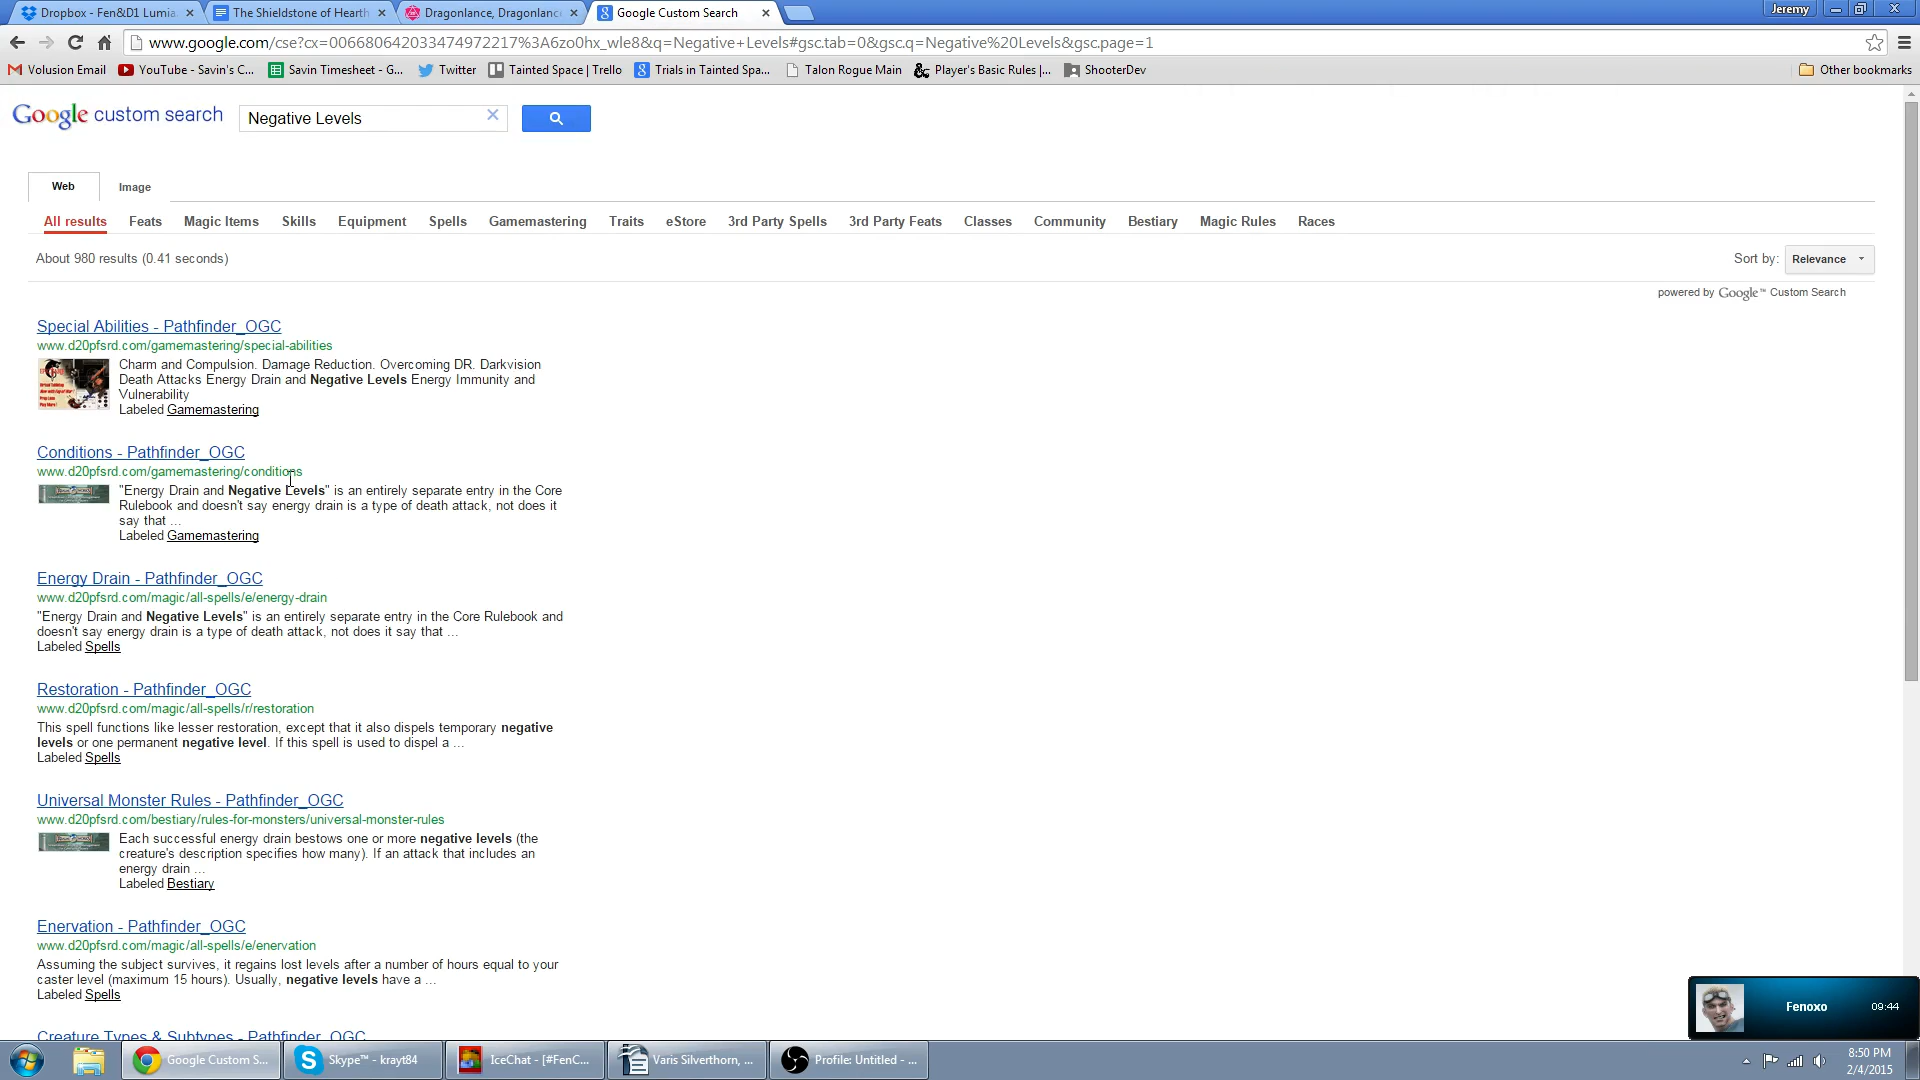 Dropbox - Fen&D1 Lumia
The Shieldstone of Hearth
Dragonlance, Dragonlanc
Google Custom Search
Jeremy
www.google.com/cse?cx=006680642033474972217%3A6zo0hx_wle8&q=Negative+Levels#gsc.tab=0&gsc.q=Negative%20Levels&gsc.page=1
Volusion Email
YouTube - Savin's C...
Savin Timesheet - G...
Twitter
Tainted Space | Trello
Trials in Tainted Spa...
Talon Rogue Main
Player's Basic Rules |...
ShooterDev
Other bookmarks
Google custom search
Negative Levels
Web
Image
All results
Feats
Magic Items
Skills
Equipment
Spells
Gamemastering
Traits
eStore
3rd Party Spells
3rd Party Feats
Classes
Community
Bestiary
Magic Rules
Races
About 980 results (0.41 seconds)
Sort by:
Relevance
powered by Google™ Custom Search
Special Abilities - Pathfinder_OGC
www.d20pfsrd.com/gamemastering/special-abilities
Charm and Compulsion. Damage Reduction. Overcoming DR. Darkvision
Death Attacks Energy Drain and Negative Levels Energy Immunity and
Vulnerability
Labeled Gamemastering
Conditions - Pathfinder_OGC
www.d20pfsrd.com/gamemastering/conditions
"Energy Drain and Negative Levels" is an entirely separate entry in the Core
Rulebook and doesn't say energy drain is a type of death attack, not does it
say that ...
Labeled Gamemastering
Energy Drain - Pathfinder_OGC
www.d20pfsrd.com/magic/all-spells/e/energy-drain
"Energy Drain and Negative Levels" is an entirely separate entry in the Core Rulebook and
doesn't say energy drain is a type of death attack, not does it say that ...
Labeled Spells
Restoration - Pathfinder_OGC
www.d20pfsrd.com/magic/all-spells/r/restoration
This spell functions like lesser restoration, except that it also dispels temporary negative
levels or one permanent negative level. If this spell is used to dispel a ...
Labeled Spells
Universal Monster Rules - Pathfinder_OGC
www.d20pfsrd.com/bestiary/rules-for-monsters/universal-monster-rules
Each successful energy drain bestows one or more negative levels (the
creature's description specifies how many). If an attack that includes an
energy drain ...
Labeled Bestiary
Enervation - Pathfinder_OGC
www.d20pfsrd.com/magic/all-spells/e/enervation
Assuming the subject survives, it regains lost levels after a number of hours equal to your
caster level (maximum 15 hours). Usually, negative levels have a ...
Labeled Spells
Creature Types & Subtypes - Pathfinder_OGC
Fenoxo
09:44
Google Custom S...
Skype™ - krayt84
IceChat - [#FenC...
Varis Silverthorn, ...
Profile: Untitled - ...
8:50 PM
2/4/2015